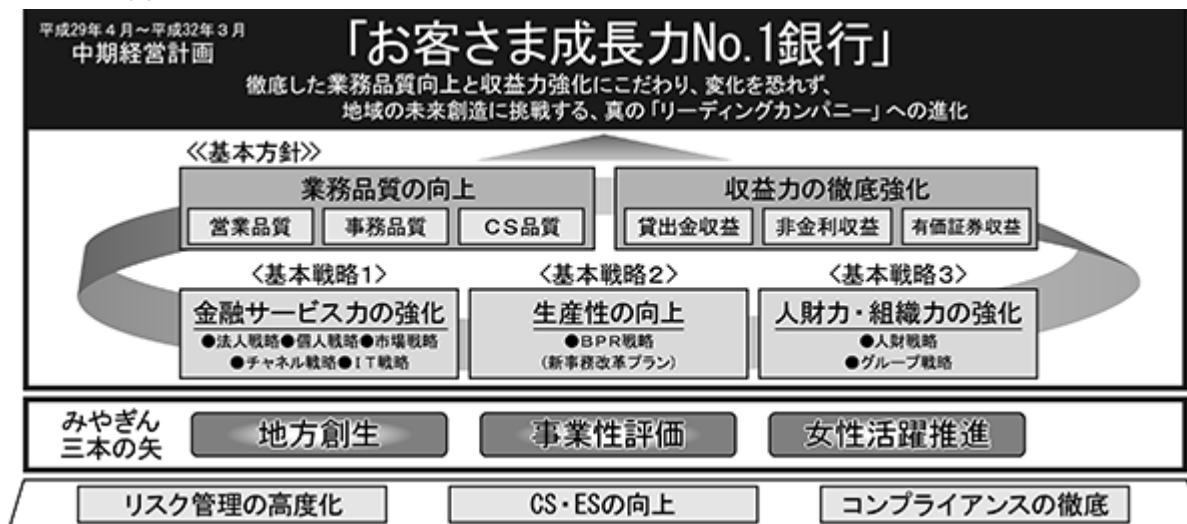 平成29年4月～平成32年3月
中期経営計画
「お客さま成長力No.1銀行」
徹底した業務品質向上と収益力強化にこだわり、変化を恐れず、
地域の未来創造に挑戦する、真の「リーディングカンパニー」への進化
≪基本方針≫
業務品質の向上
営業品質 事務品質 CS品質
収益力の徹底強化
貸出金収益 非金利収益 有価証券収益
<基本戦略1>
金融サービス力の強化
●法人戦略●個人戦略●市場戦略
●チャネル戦略●IT戦略
<基本戦略2>
生産性の向上
●BPR戦略
(新事務改革プラン)
<基本戦略3>
人財力・組織力の強化
●人財戦略
●グループ戦略
みやぎん
三本の矢
地方創生 事業性評価 女性活躍推進
リスク管理の高度化 CS・ESの向上 コンプライアンスの徹底